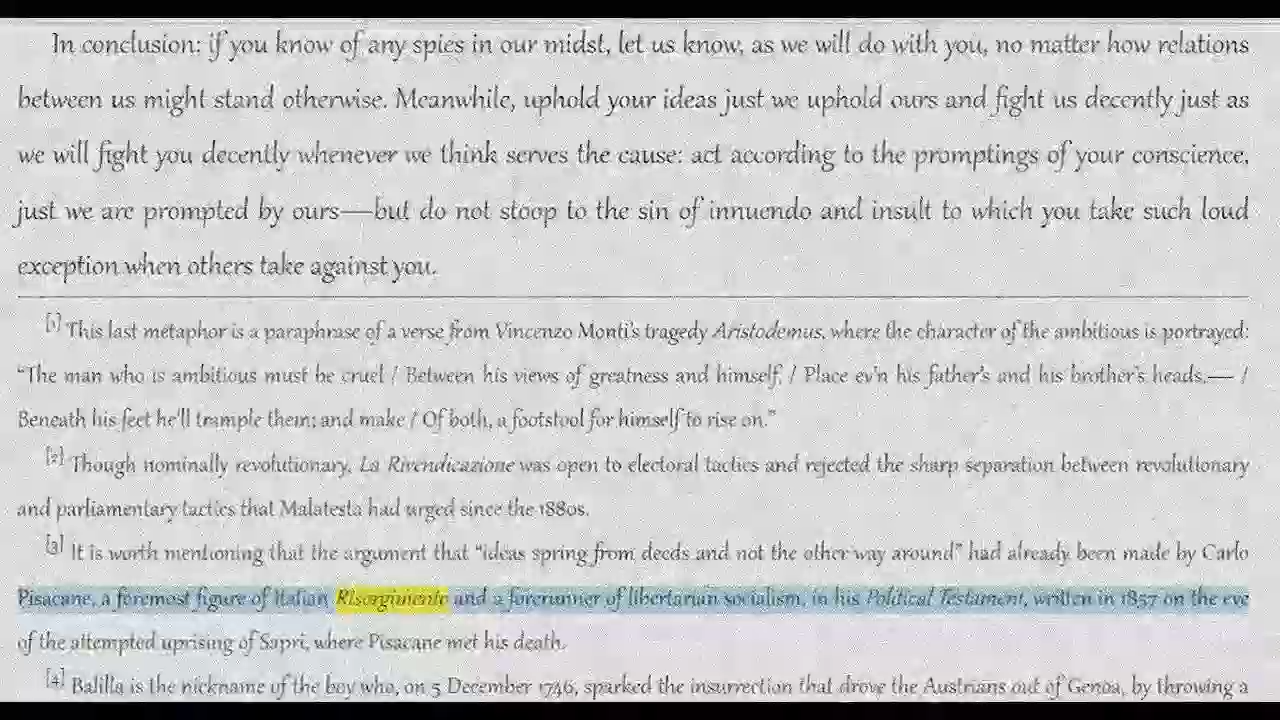 In conclusion: if you know of any spies in our midst, let us know, as we will do with you, no matter how relations
between us might stand otherwise. Meanwhile, uphold your ideas just we uphold ours and fight us decently just as
we will fight you decently whenever we think serves the cause: act according to the promptings of your conscience,
just we are prompted by ours—but do not stoop to the sin of innuendo and insult to which you take such loud
exception when others take against you.
[1] This last metaphor is a paraphrase of a verse from Vincenzo Monti's tragedy Aristodemus, where the character of the ambitious is portrayed:
“The man who is ambitious must be cruel / Between his views of greatness and himself, / Place ev'n his father's and his brother's heads.— /
Beneath his feet he'll trample them; and make / Of both, a footstool for himself to rise on.”
[2] Though nominally revolutionary, La Rivendicazione was open to electoral tactics and rejected the sharp separation between revolutionary
and parliamentary tactics that Malatesta had urged since the 1880s.
[3] It is worth mentioning that the argument that “ideas spring from deeds and not the other way around” had already been made by Carlo
Pisacane, a foremost figure of Italian Risorgimento and a forerunner of libertarian socialism, in his Political Testament, written in 1857 on the eve
of the attempted uprising of Sapri, where Pisacane met his death.
[4] Balilla is the nickname of the boy who, on 5 December 1746, sparked the insurrection that drove the Austrians out of Genoa, by throwing a